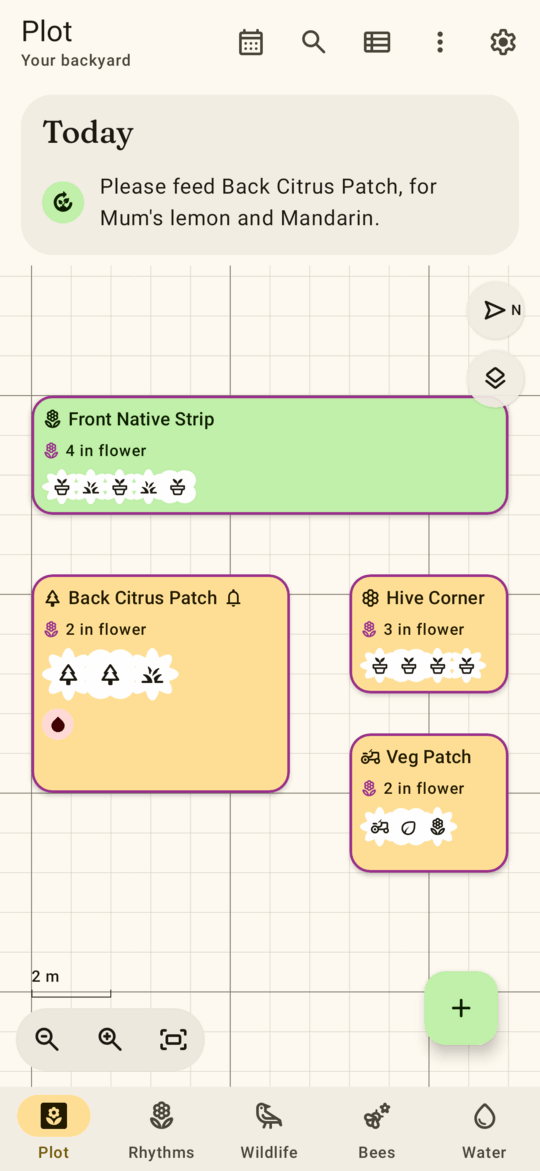 Plot
Your backyard
Today
Please feed Back Citrus Patch, for
Mum's lemon and Mandarin.
N
Front Native Strip
4 in flower
Back Citrus Patch
2 in flower
Hive Corner
3 in flower
Veg Patch
2 in flower
2 m
Plot
Rhythms
Wildlife
Bees
Water